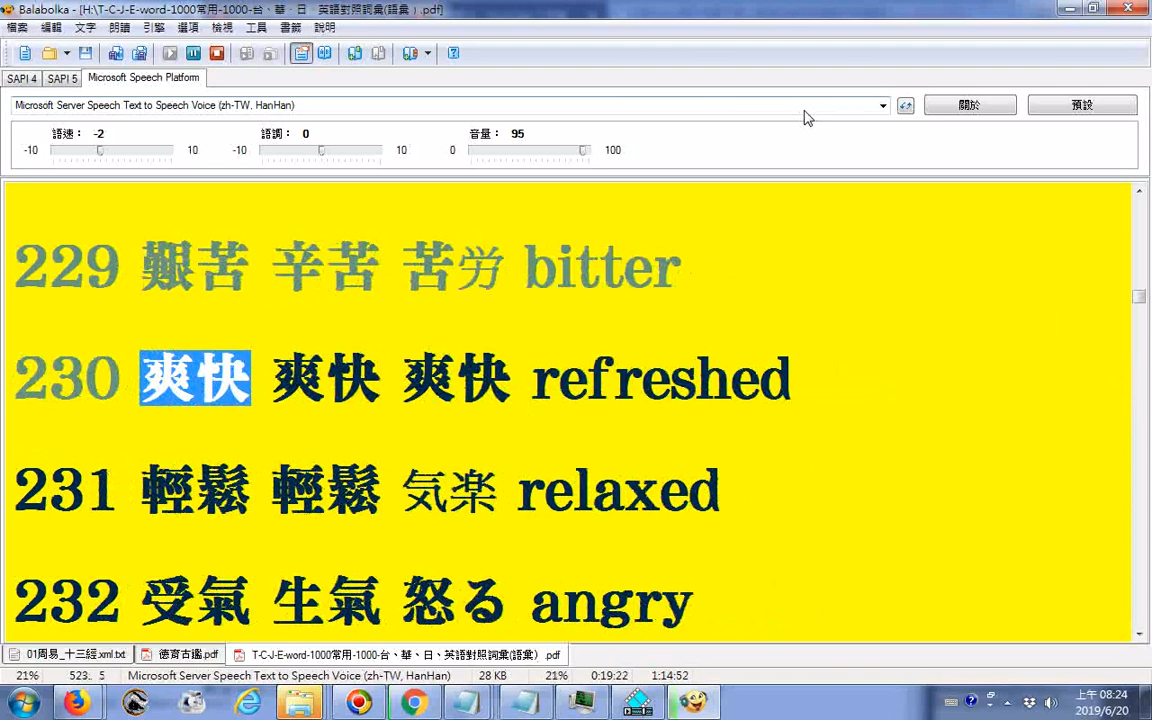 Balabolka - [H:\T-C-J-E-word-1000常用-1000-台、華、日、英語對照詞彙(語彙).pdf]
檔案 編輯 文字 朗讀 引擎 選項 檢視 工具 書籤 說明
SAPI 4 SAPI 5 Microsoft Speech Platform
Microsoft Server Speech Text to Speech Voice (zh-TW, HanHan) 關於 預設
語速： -2 語調： 0 音量： 95
-10 10 -10 10 0 100
229 艱苦 辛苦 苦労 bitter
230 爽快 爽快 爽快 refreshed
231 輕鬆 輕鬆 気楽 relaxed
232 受氣 生氣 怒る angry
01周易_十三經.xml.txt 德育古鑑.pdf T-C-J-E-word-1000常用-1000-台、華、日、英語對照詞彙(語彙) .pdf
21% 523.. 5 Microsoft Server Speech Text to Speech Voice (zh-TW, HanHan) 28 KB 21% 0:19:22 1:14:52
上午 08:24
2019/6/20